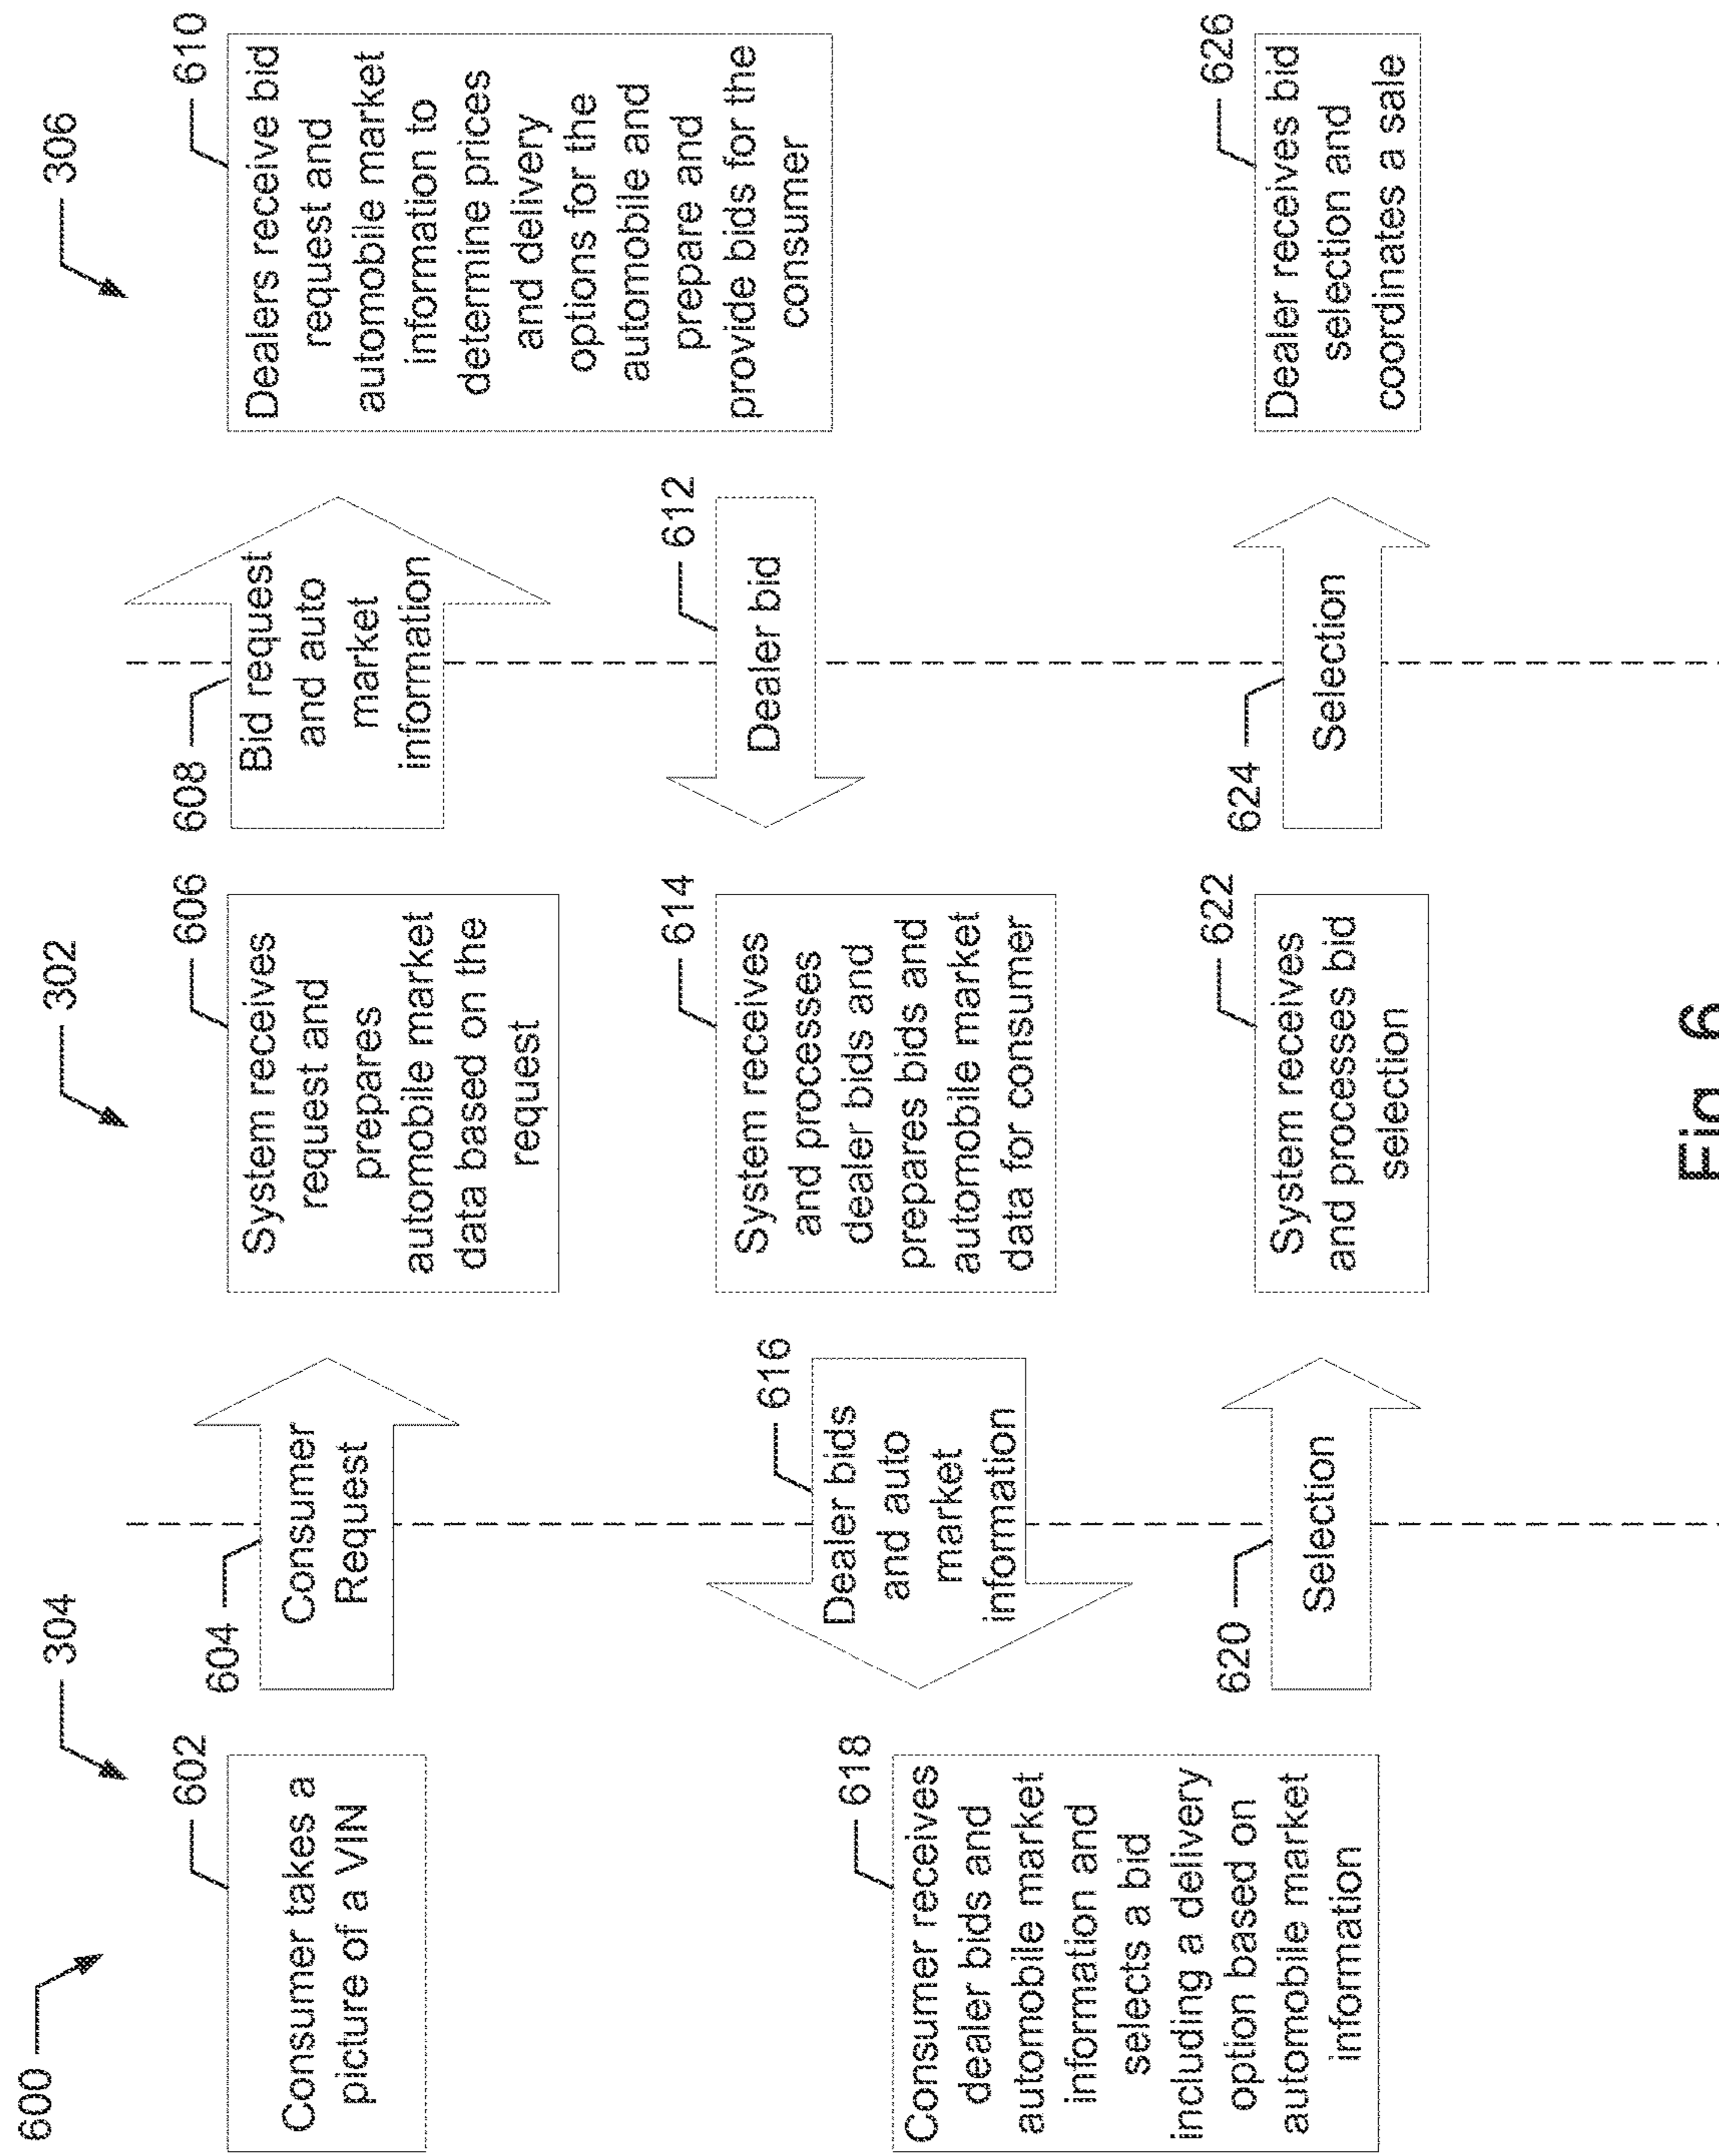 600
304
302
306
602
Consumer takes a
picture of a VIN
604
Consumer
Request
606
System receives
request and
prepares
automobile market
data based on the
request
608
Bid request
and auto
market
information
610
Dealers receive bid
request and
automobile market
information to
determine prices
and delivery
options for the
automobile and
prepare and
provide bids for the
consumer
612
Dealer bid
614
System receives
and processes
dealer bids and
prepares bids and
automobile market
data for consumer
616
Dealer bids
and auto
market
information
618
Consumer receives
dealer bids and
automobile market
information and
selects a bid
including a delivery
option based on
automobile market
information
620
Selection
622
System receives
and processes bid
selection
624
Selection
626
Dealer receives bid
selection and
coordinates a sale
Fig. 6